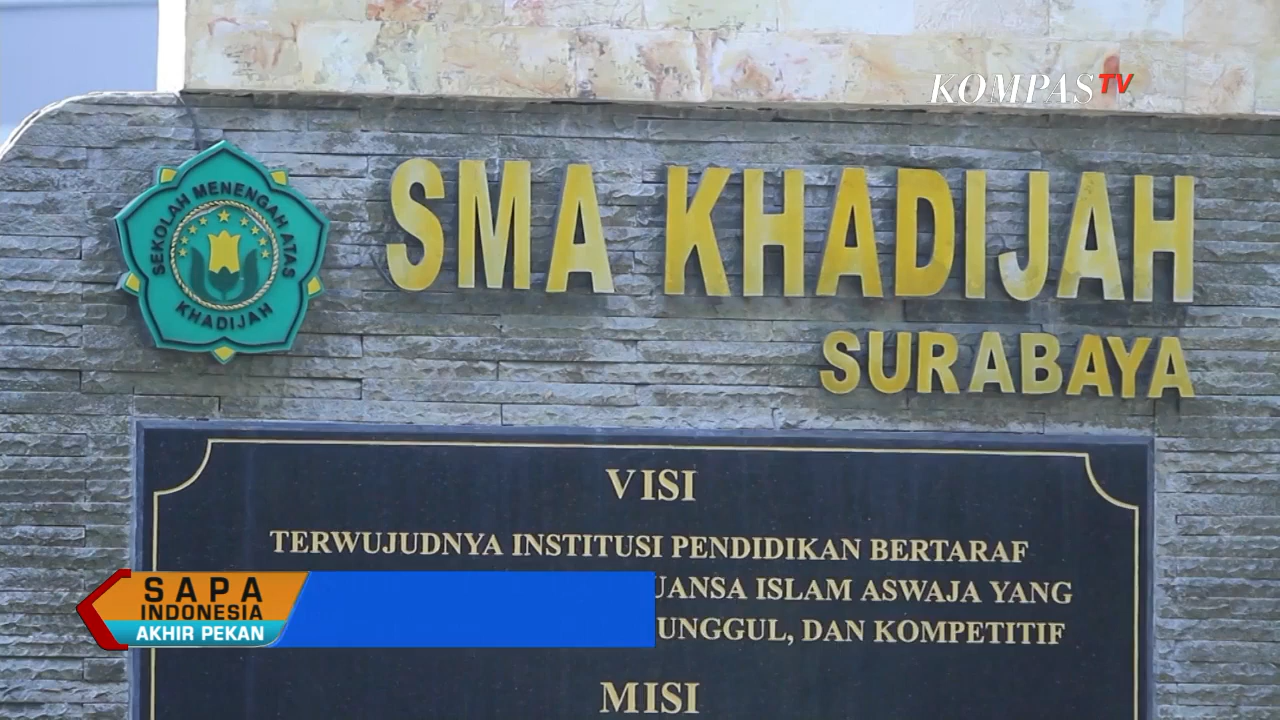 KOMPAS TV
SMA KHADIJAH
SURABAYA
SEKOLAH MENENGAH ATAS
KHADIJAH
VISI
TERWUJUDNYA INSTITUSI PENDIDIKAN BERTARAF
ISLAM ASWAJA YANG
UNGGUL, DAN KOMPETITIF
MISI
SAPA
INDONESIA
AKHIR PEKAN